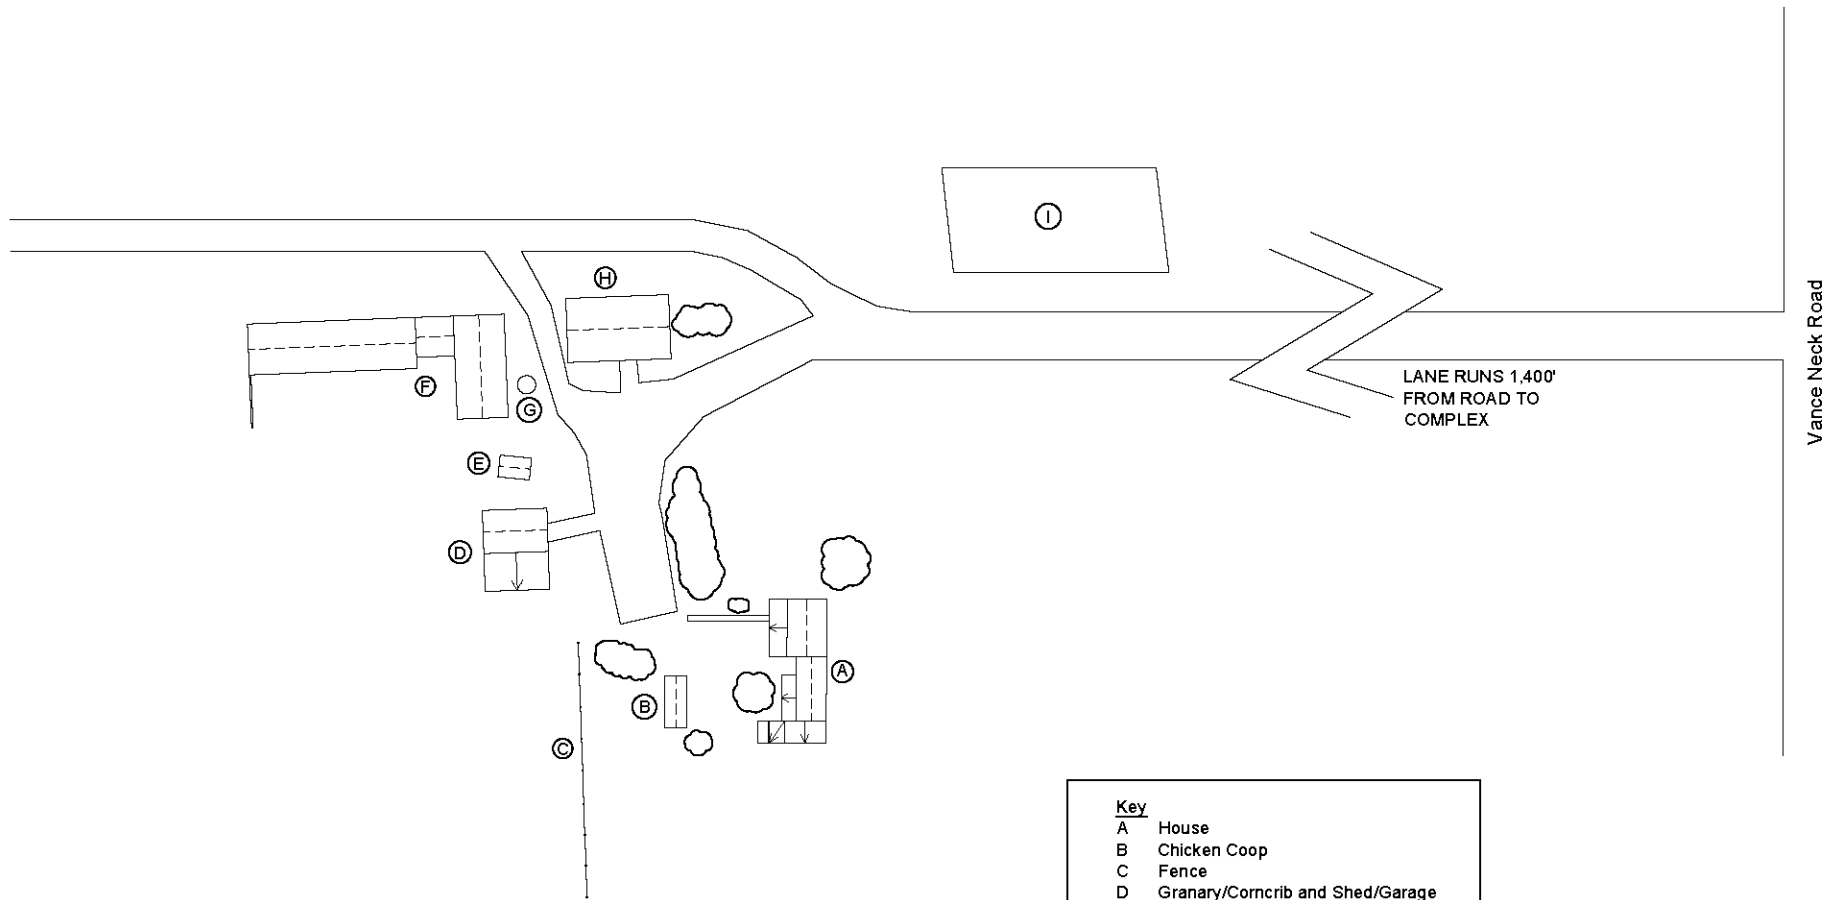 I
H
Vance Neck Road
LANE RUNS 1,400'
FROM ROAD TO
COMPLEX
F
G
E
D
A
B
C
Key
A House
B Chicken Coop
C Fence
D Granary/Corncrib and Shed/Garage